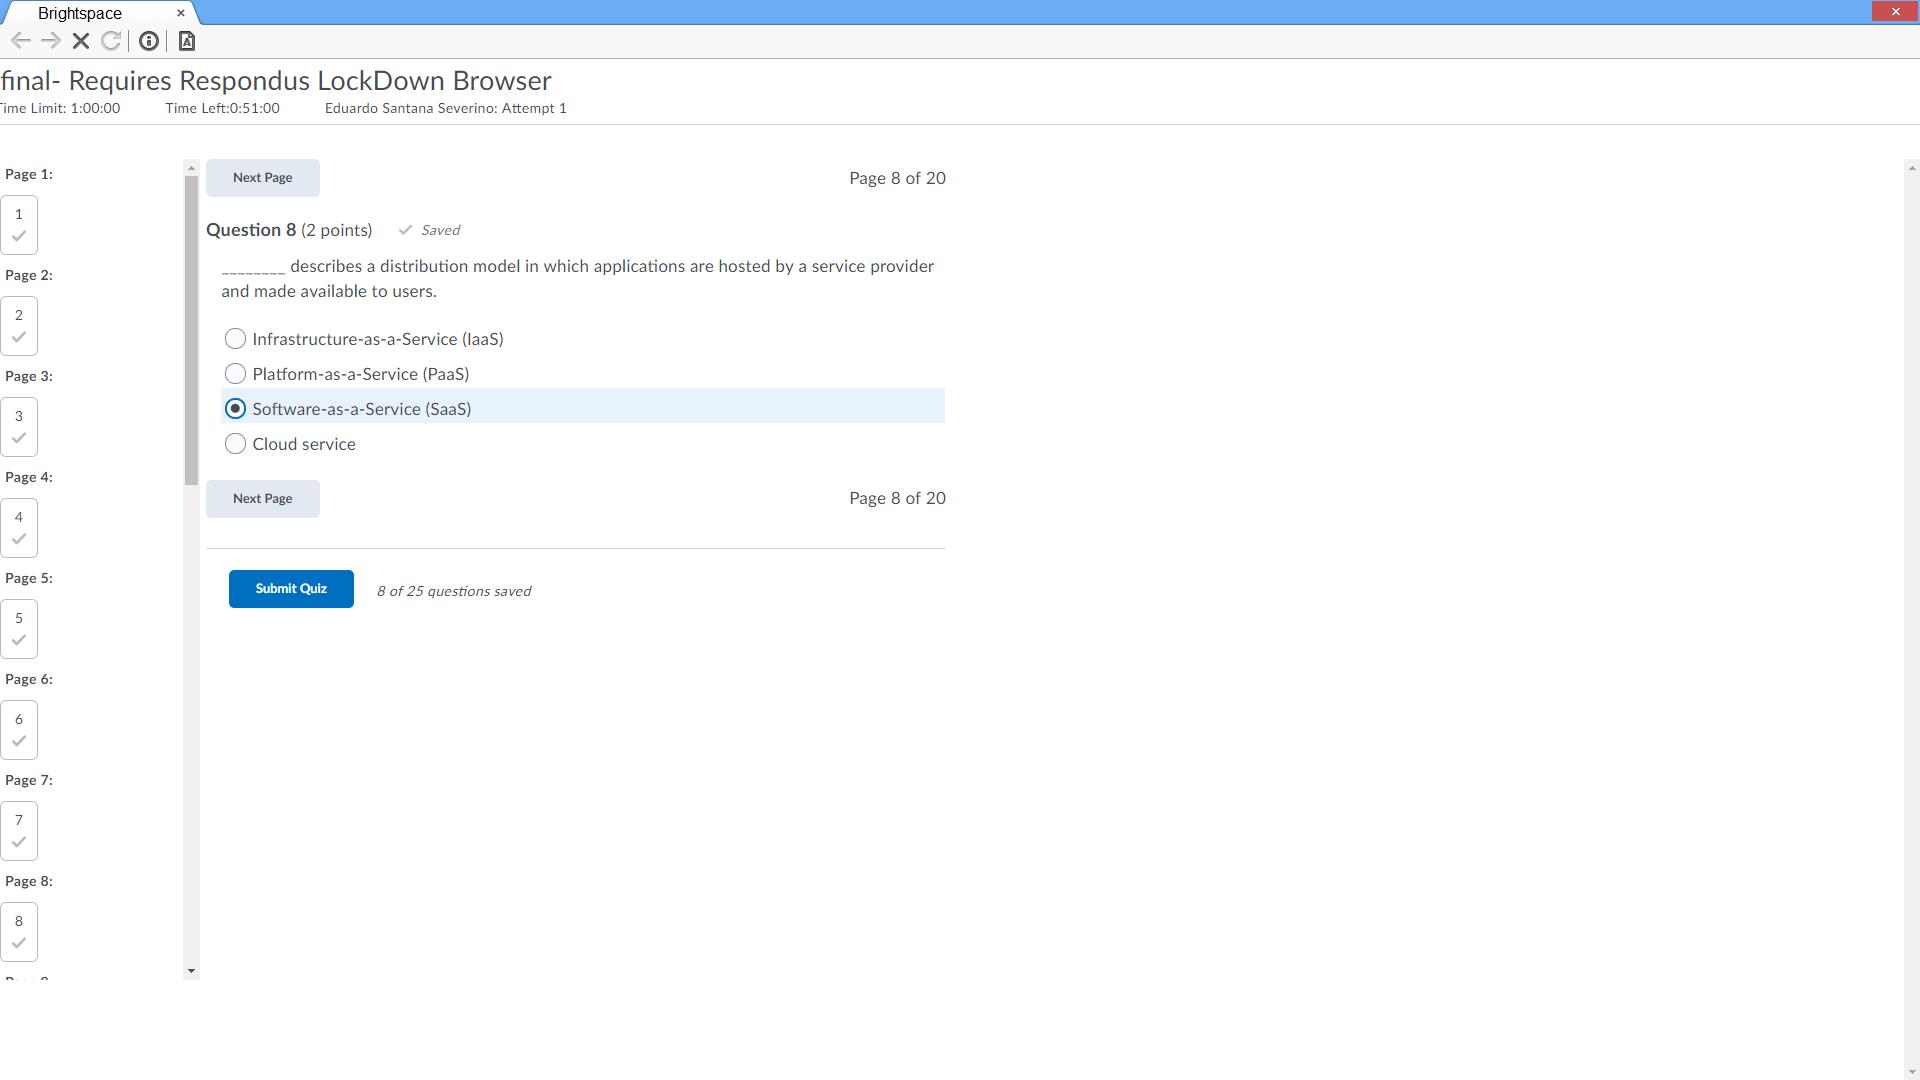 Brightspace
final- Requires Respondus LockDown Browser
Time Limit: 1:00:00 Time Left:0:51:00 Eduardo Santana Severino: Attempt 1
Page 1:
1
Page 2:
2
Page 3:
3
Page 4:
4
Page 5:
5
Page 6:
6
Page 7:
7
Page 8:
8
Next Page
Page 8 of 20
Question 8 (2 points) Saved
________ describes a distribution model in which applications are hosted by a service provider
and made available to users.
Infrastructure-as-a-Service (IaaS)
Platform-as-a-Service (PaaS)
Software-as-a-Service (SaaS)
Cloud service
Next Page
Page 8 of 20
Submit Quiz
8 of 25 questions saved